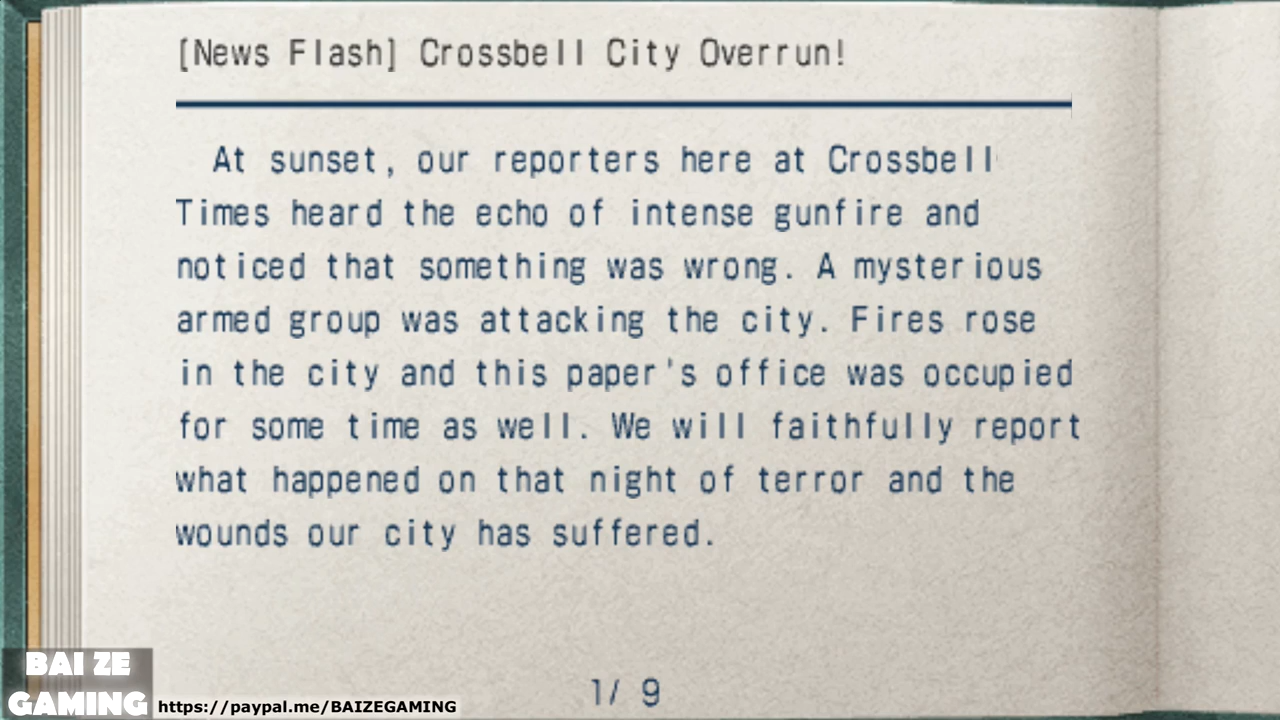 [News Flash] Crossbell City Overrun!
At sunset, our reporters here at Crossbell
Times heard the echo of intense gunfire and
noticed that something was wrong. A mysterious
armed group was attacking the city. Fires rose
in the city and this paper's office was occupied
for some time as well. We will faithfully report
what happened on that night of terror and the
wounds our city has suffered.
1/ 9
BAI ZE
GAMING
https://paypal.me/BAIZEGAMING